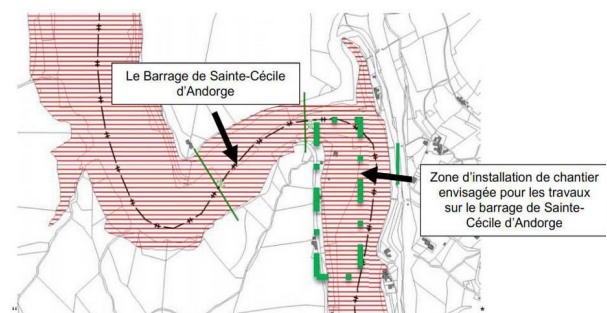 Le Barrage de Sainte-Cécile
d'Andorge
Zone d'installation de chantier
envisagée pour les travaux
sur le barrage de Sainte-
Cécile d'Andorge